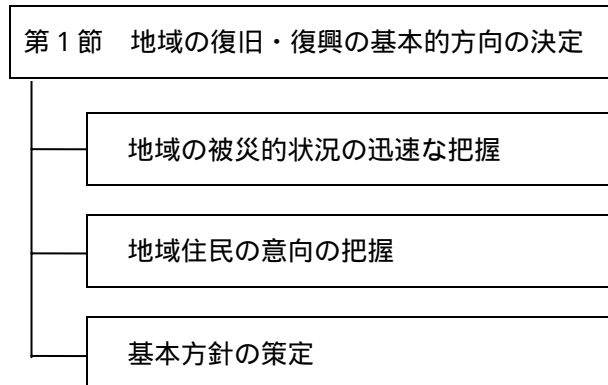 第１節　地域の復旧・復興の基本的方向の決定
地域の被災的状況の迅速な把握
地域住民の意向の把握
基本方針の策定